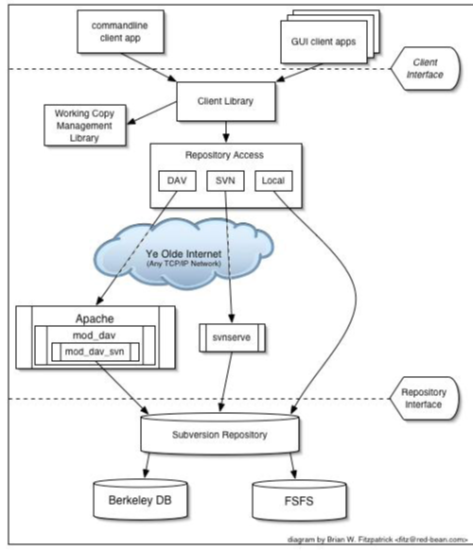 commandline
client app
GUI client apps
Client
Interface
Client Library
Working Copy
Management
Library
Repository Access
DAV
SVN
Local
Ye Olde Internet
(Any TCP/IP Network)
Apache
mod_dav
mod_dav_svn
svnserve
Repository
Interface
Subversion Repository
Berkeley DB
FSFS
diagram by Brian W. Fitzpatrick <fitz@red-bean.com>